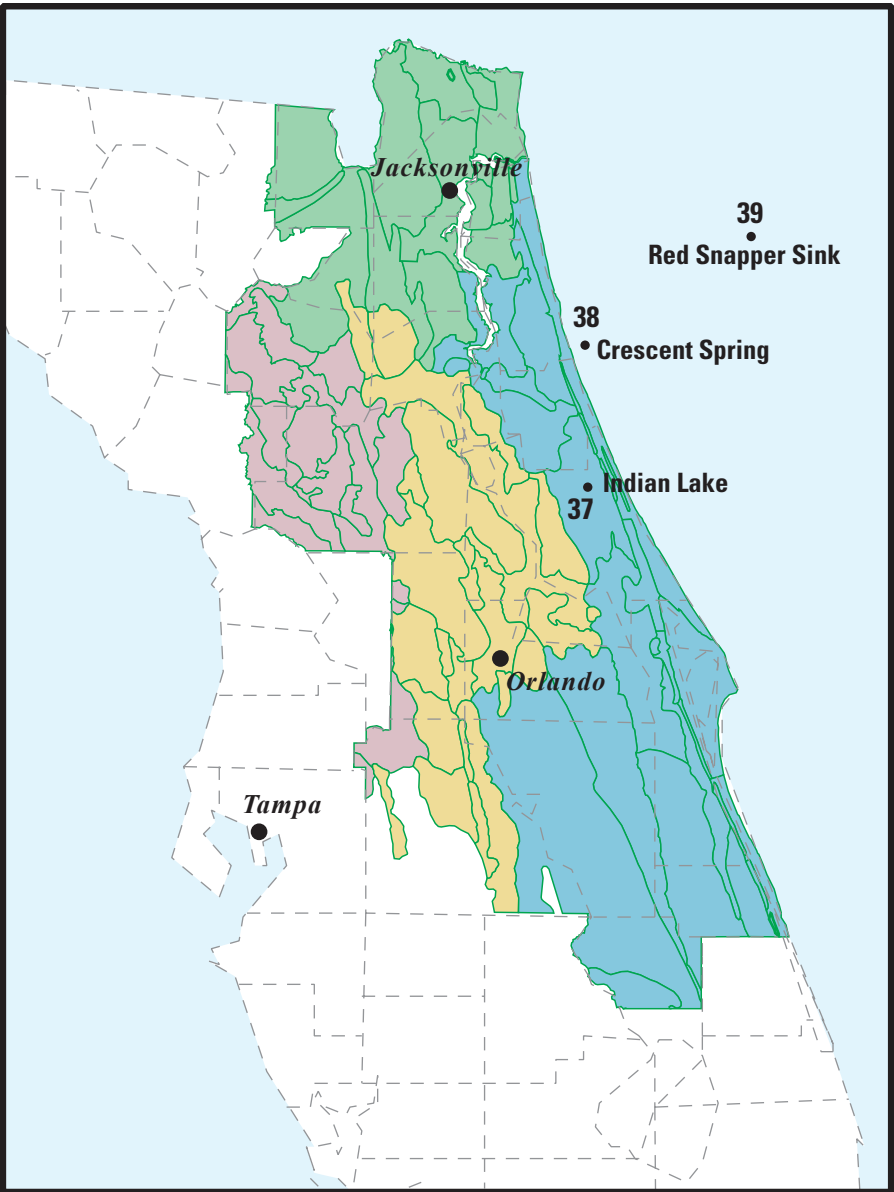 Jacksonville
39
Red Snapper Sink
38
Crescent Spring
Indian Lake
37
Orlando
Tampa